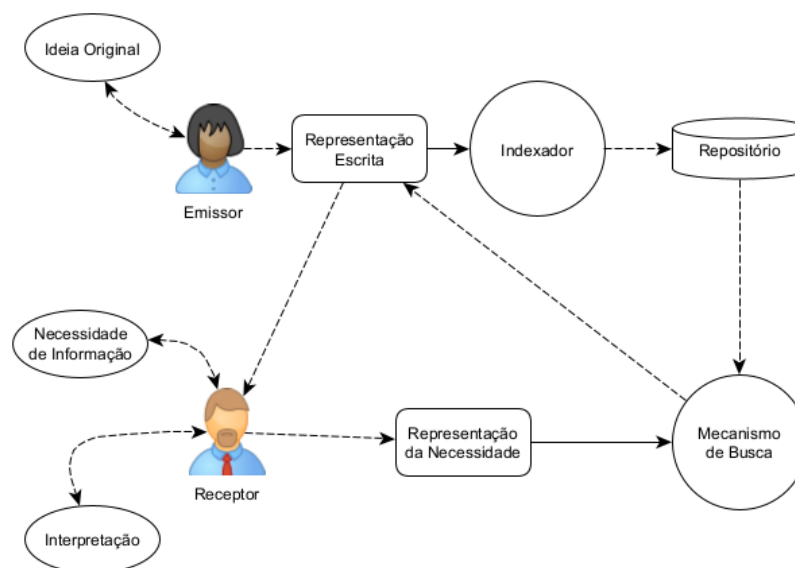 Ideia Original
Representação
Escrita
Indexador
Repositório
Emissor
Necessidade
de Informação
Representação
da Necessidade
Mecanismo
de Busca
Receptor
Interpretação